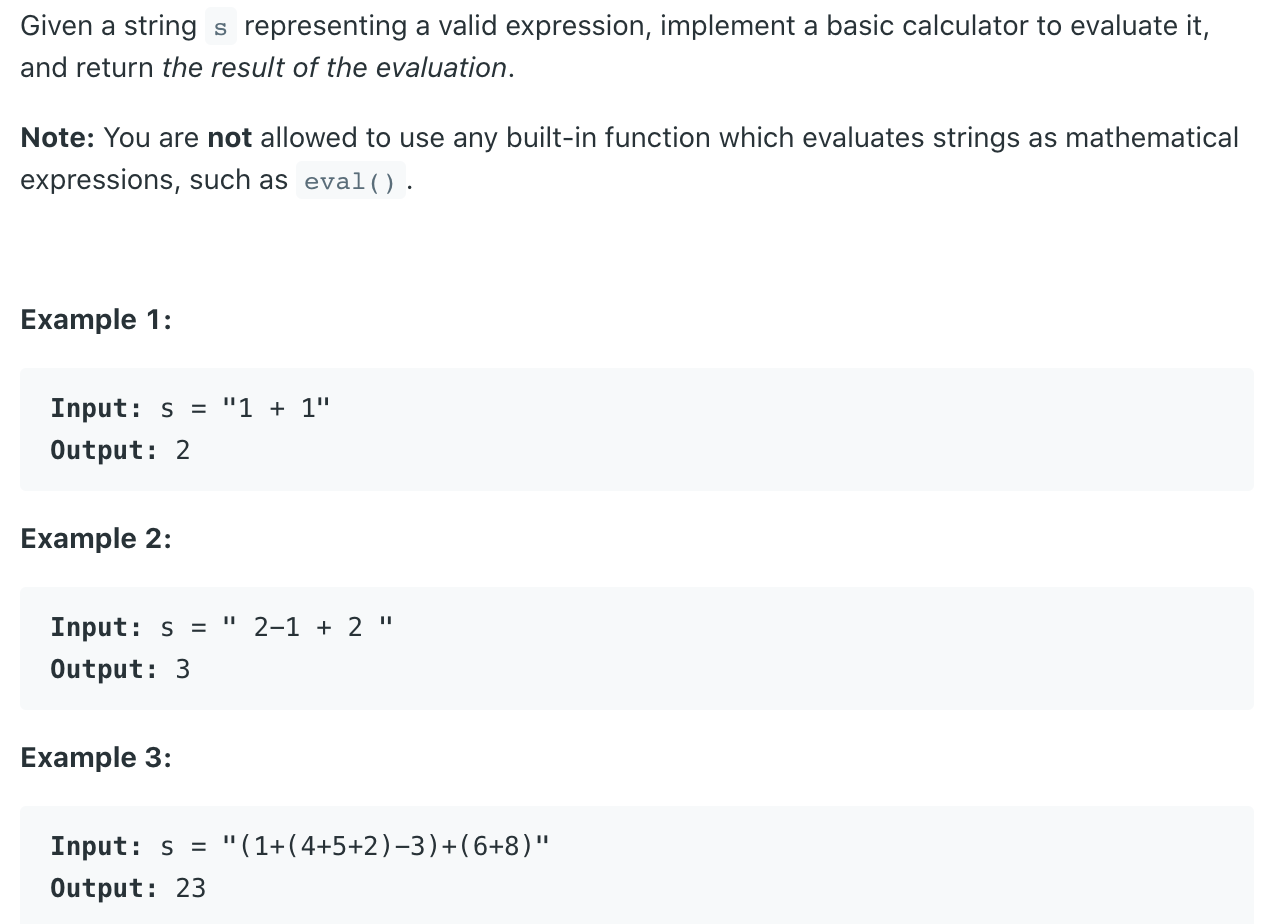 Given a string s representing a valid expression, implement a basic calculator to evaluate it,
and return the result of the evaluation.
Note: You are not allowed to use any built-in function which evaluates strings as mathematical
expressions, such as eval().
Example 1:
Input: s = "1 + 1"
Output: 2
Example 2:
Input: s = " 2-1 + 2 "
Output: 3
Example 3:
Input: s = "(1+(4+5+2)-3)+(6+8)"
Output: 23